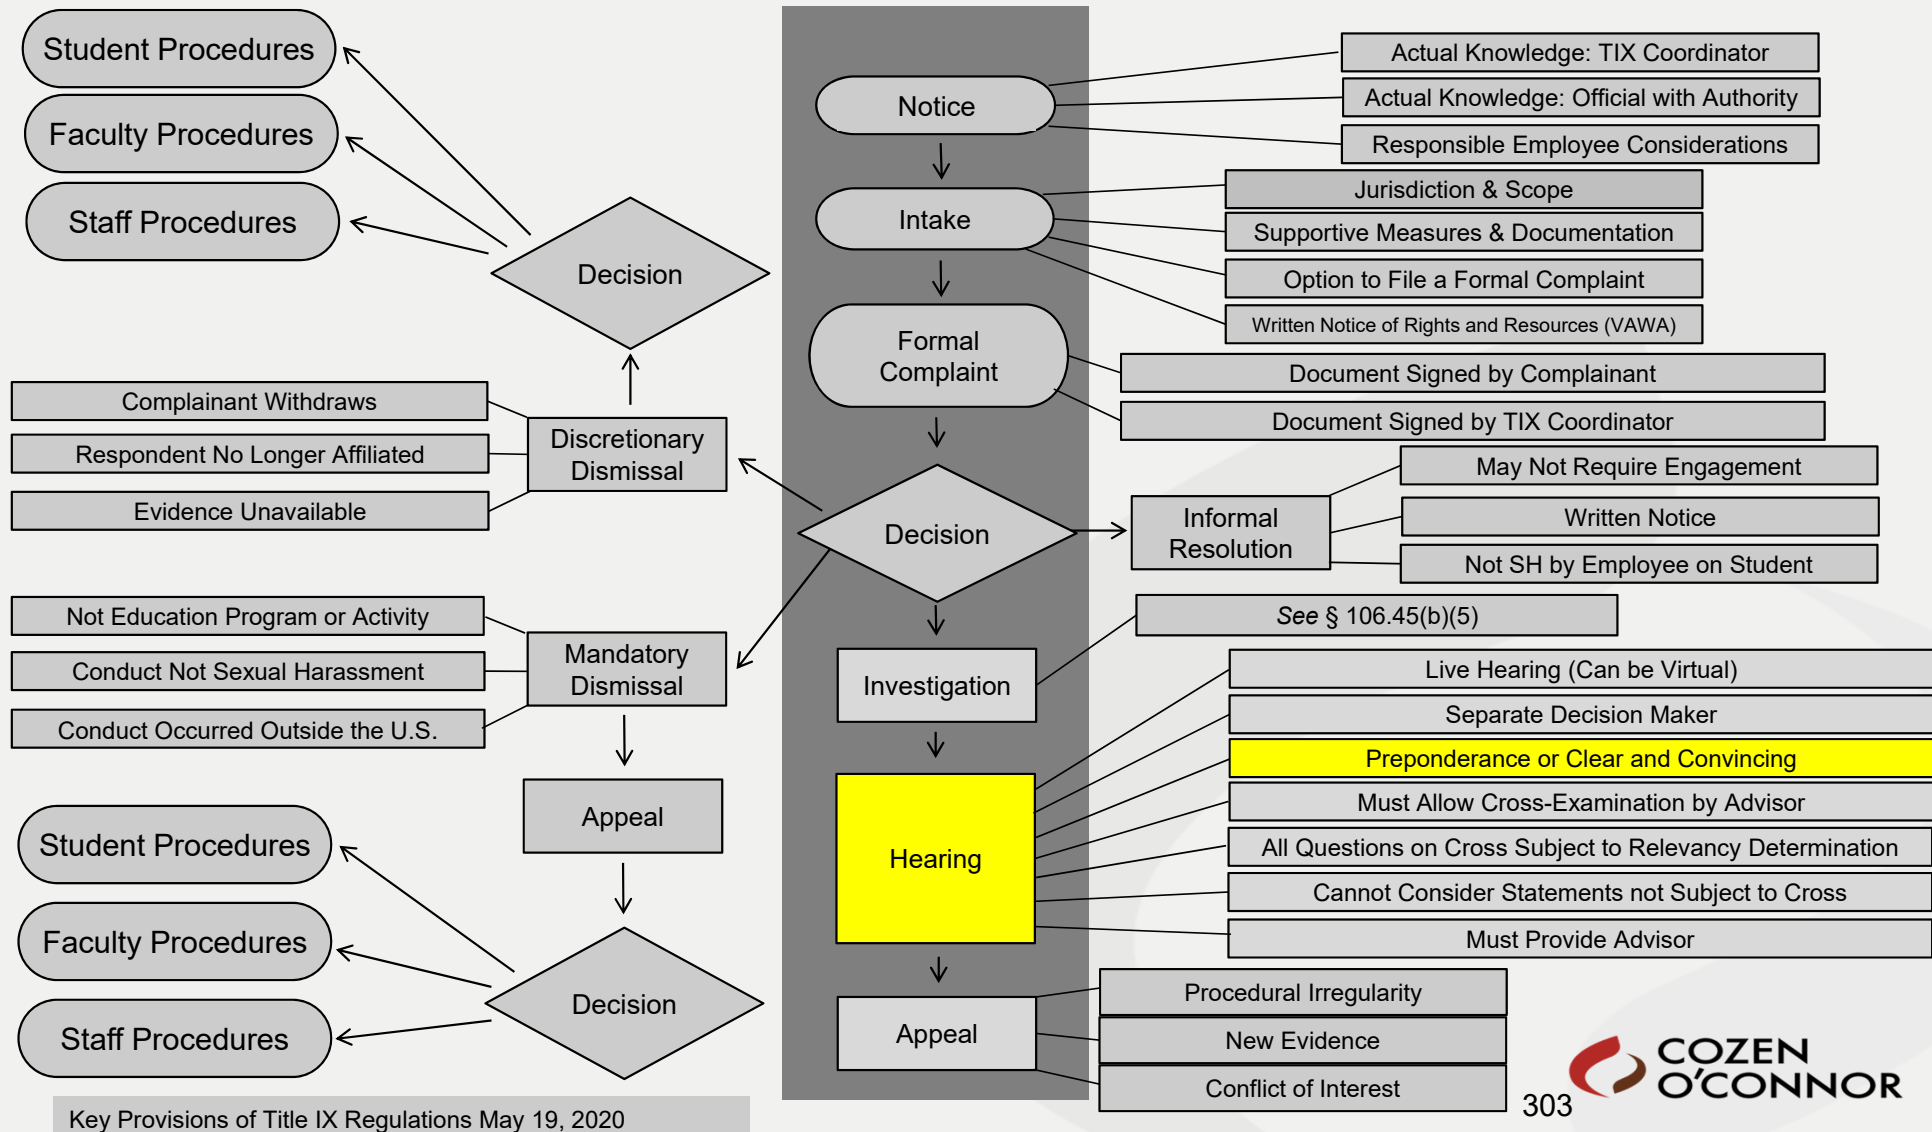 Student Procedures
Faculty Procedures
Staff Procedures
Decision
Complainant Withdraws
Respondent No Longer Affiliated
Evidence Unavailable
Discretionary
Dismissal
Not Education Program or Activity
Conduct Not Sexual Harassment
Conduct Occurred Outside the U.S.
Mandatory
Dismissal
Appeal
Student Procedures
Faculty Procedures
Staff Procedures
Decision
Notice
Actual Knowledge: TIX Coordinator
Actual Knowledge: Official with Authority
Responsible Employee Considerations
Intake
Jurisdiction & Scope
Supportive Measures & Documentation
Option to File a Formal Complaint
Written Notice of Rights and Resources (VAWA)
Formal
Complaint
Document Signed by Complainant
Document Signed by TIX Coordinator
Decision
Informal
Resolution
May Not Require Engagement
Written Notice
Not SH by Employee on Student
Investigation
See § 106.45(b)(5)
Hearing
Live Hearing (Can be Virtual)
Separate Decision Maker
Preponderance or Clear and Convincing
Must Allow Cross-Examination by Advisor
All Questions on Cross Subject to Relevancy Determination
Cannot Consider Statements not Subject to Cross
Must Provide Advisor
Appeal
Procedural Irregularity
New Evidence
Conflict of Interest
Key Provisions of Title IX Regulations May 19, 2020
303
COZEN
O'CONNOR